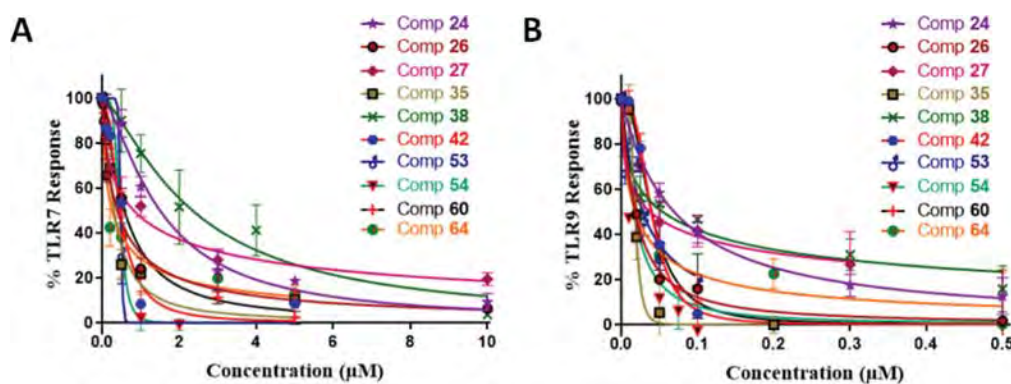 A
Comp 24
Comp 26
Comp 27
Comp 35
Comp 38
Comp 42
Comp 53
Comp 54
Comp 60
Comp 64
% TLR7 Response
100
80
60
40
20
0
0 2 4 6 8 10
Concentration (µM)
B
Comp 24
Comp 26
Comp 27
Comp 35
Comp 38
Comp 42
Comp 53
Comp 54
Comp 60
Comp 64
% TLR9 Response
100
80
60
40
20
0
0.0 0.1 0.2 0.3 0.4 0.5
Concentration (µM)